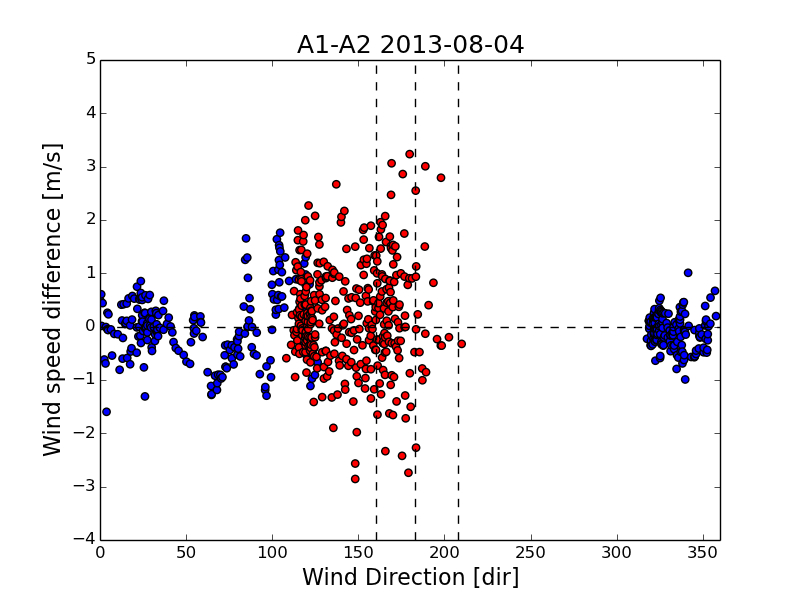 A1-A2 2013-08-04
Wind speed difference [m/s]
5
4
3
2
1
0
−1
−2
−3
−4
0 50 100 150 200 250 300 350
Wind Direction [dir]